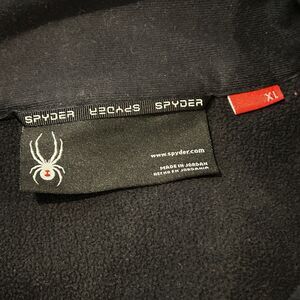 SPYDER SPYDER SPYDER
XL
www.spyder.com
MADE IN JORDAN
HECHO EN JORDANIA